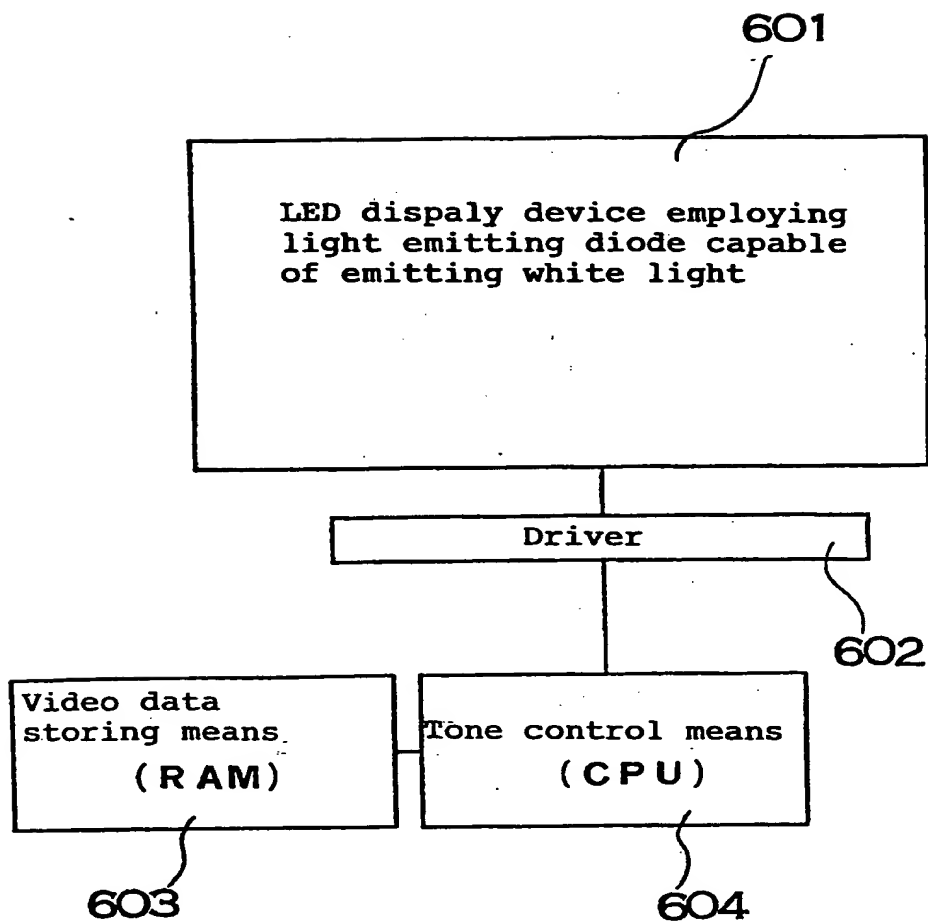 601
LED dispaly device employing
light emitting diode capable
of emitting white light
Driver
602
Video data
storing means
(RAM)
Tone control means
(CPU)
603
604